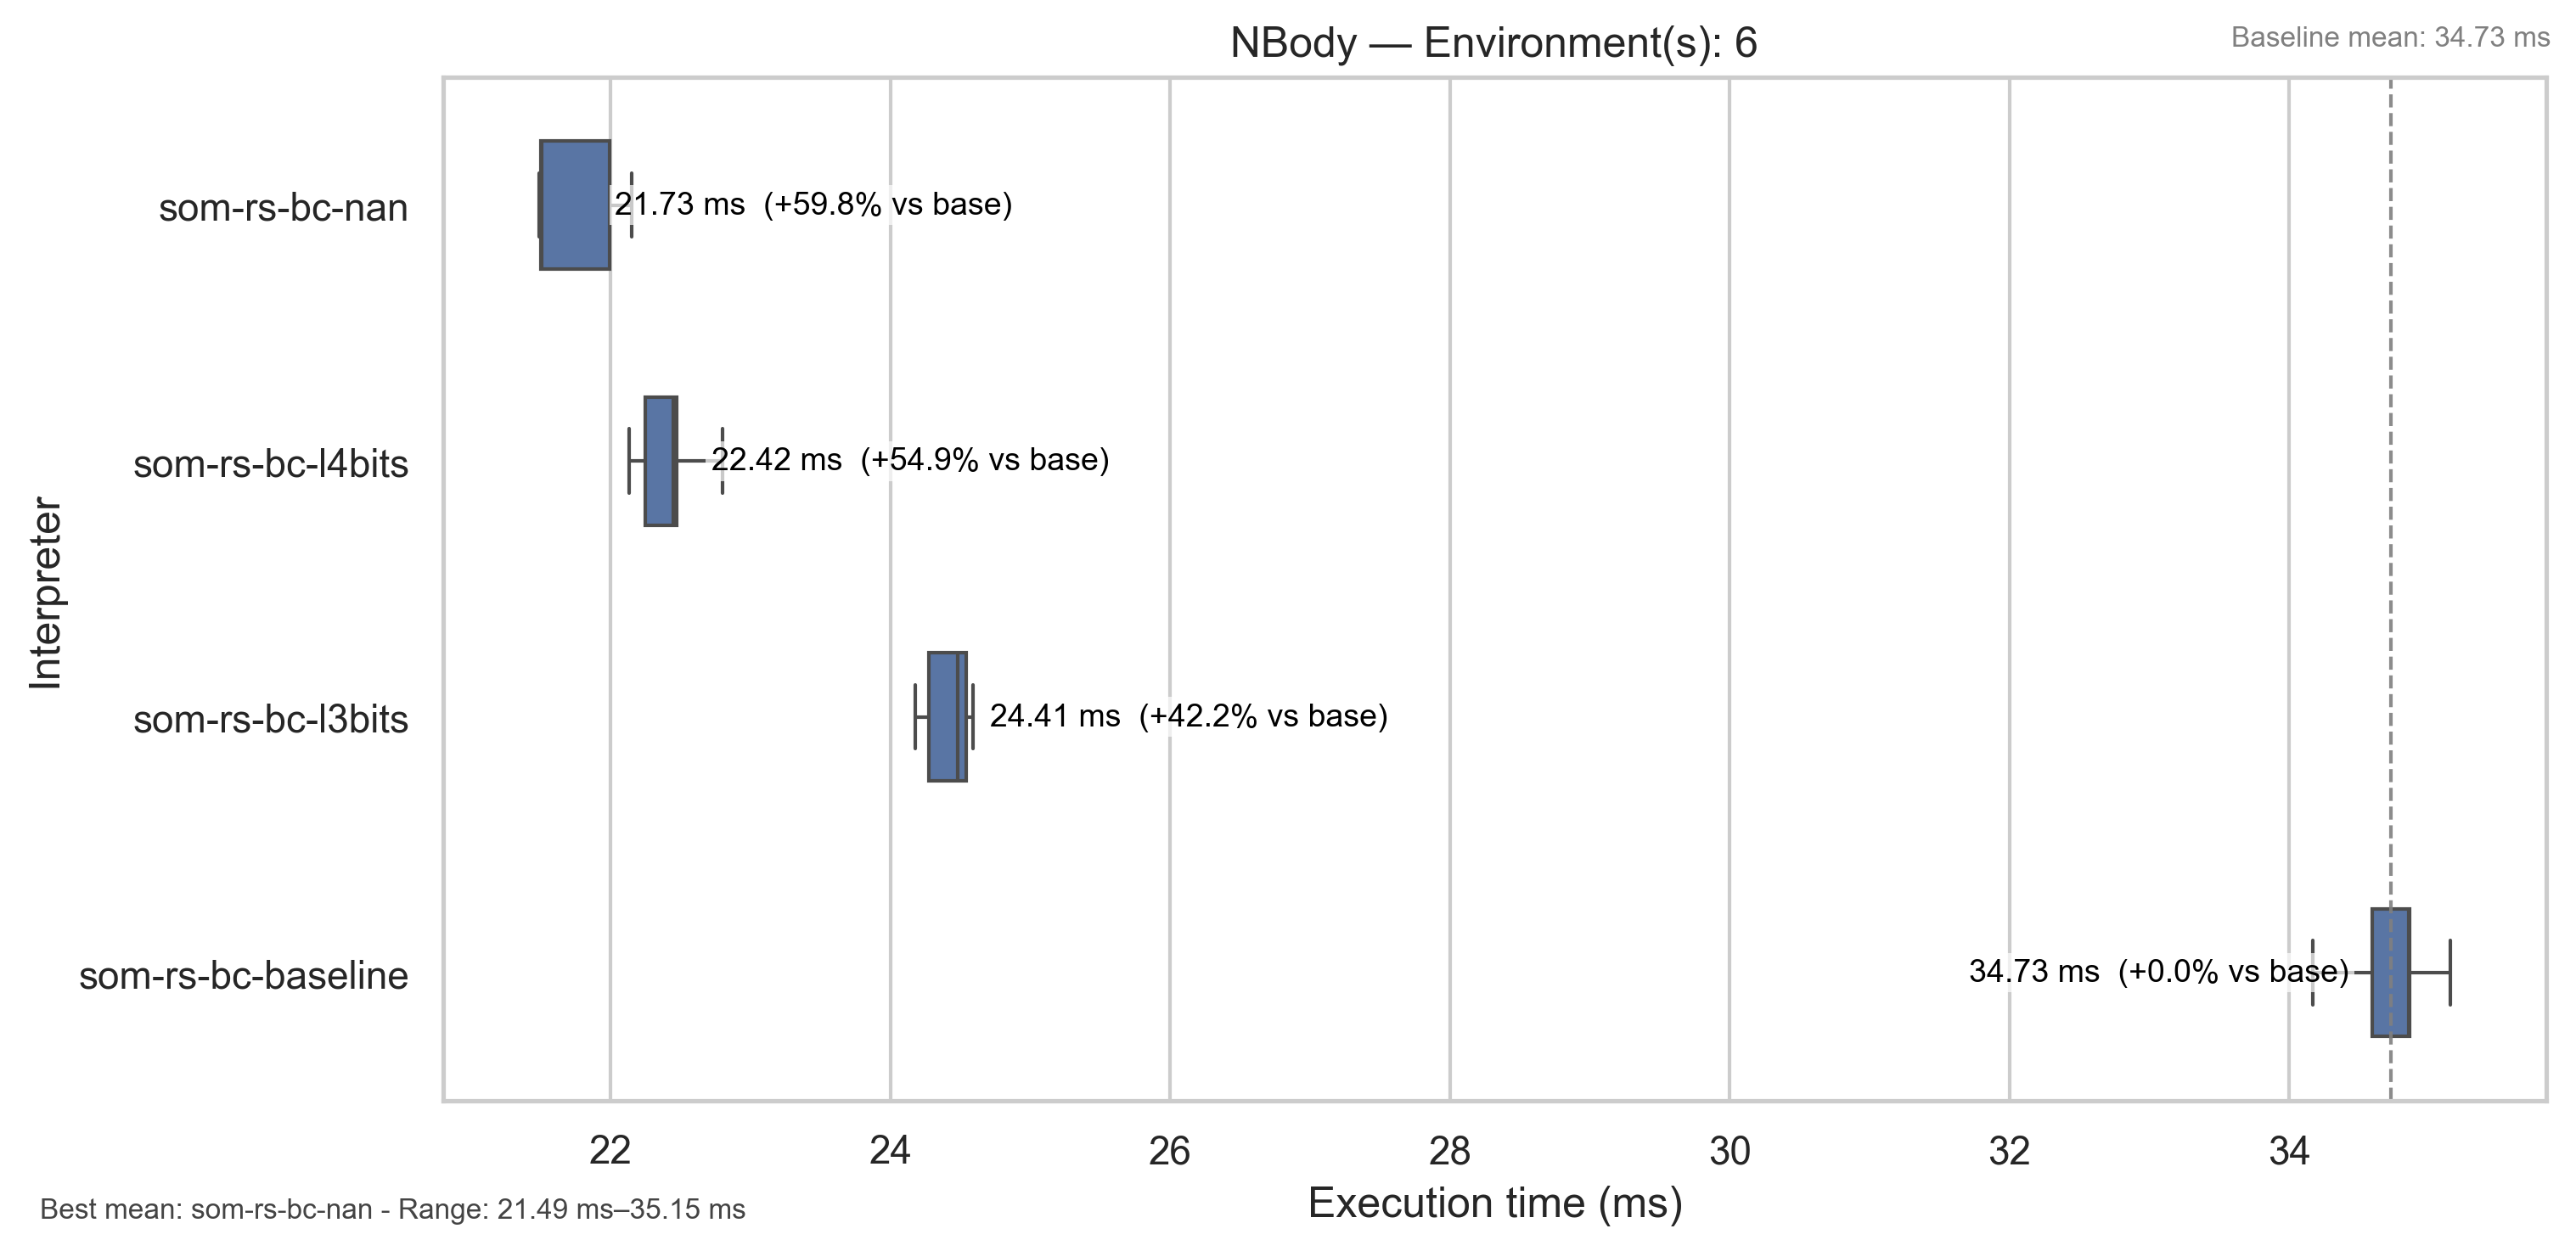 NBody — Environment(s): 6
Baseline mean: 34.73 ms
Interpreter
som-rs-bc-nan
21.73 ms (+59.8% vs base)
som-rs-bc-l4bits
22.42 ms (+54.9% vs base)
som-rs-bc-l3bits
24.41 ms (+42.2% vs base)
som-rs-bc-baseline
34.73 ms (+0.0% vs base)
22 24 26 28 30 32 34
Execution time (ms)
Best mean: som-rs-bc-nan - Range: 21.49 ms–35.15 ms